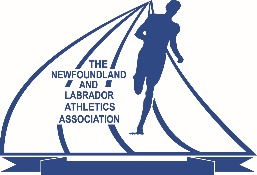 THE
NEWFOUNDLAND
AND
LABRADOR
ATHLETICS
ASSOCIATION